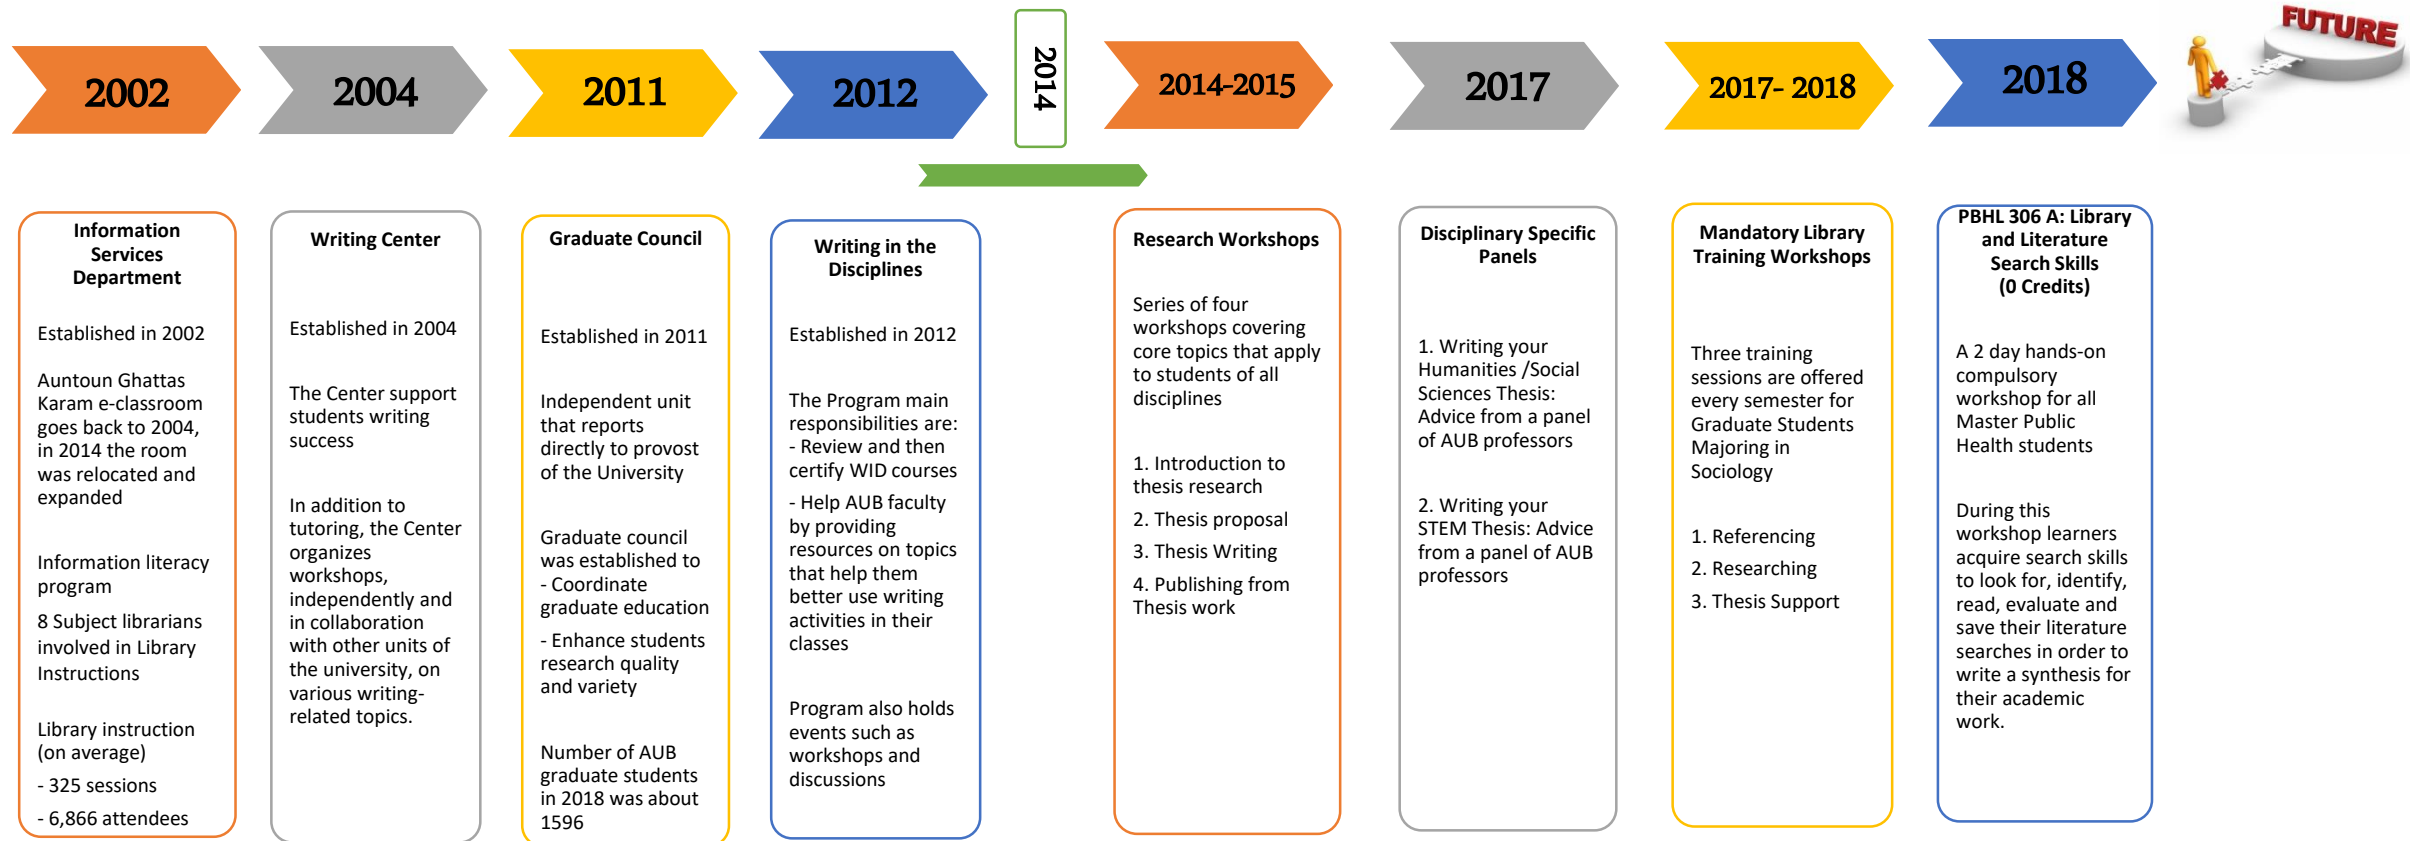 2002
2004
2011
2012
2014
2014-2015
2017
2017- 2018
2018
FUTURE
Information
Services
Department
Established in 2002
Auntoun Ghattas
Karam e-classroom
goes back to 2004,
in 2014 the room
was relocated and
expanded
Information literacy
program
8 Subject librarians
involved in Library
Instructions
Library instruction
(on average)
- 325 sessions
- 6,866 attendees
Writing Center
Established in 2004
The Center support
students writing
success
In addition to
tutoring, the Center
organizes
workshops,
independently and
in collaboration
with other units of
the university, on
various writing-
related topics.
Graduate Council
Established in 2011
Independent unit
that reports
directly to provost
of the University
Graduate council
was established to
- Coordinate
graduate education
- Enhance students
research quality
and variety
Number of AUB
graduate students
in 2018 was about
1596
Writing in the
Disciplines
Established in 2012
The Program main
responsibilities are:
- Review and then
certify WID courses
- Help AUB faculty
by providing
resources on topics
that help them
better use writing
activities in their
classes
Program also holds
events such as
workshops and
discussions
Research Workshops
Series of four
workshops covering
core topics that apply
to students of all
disciplines
1. Introduction to
thesis research
2. Thesis proposal
3. Thesis Writing
4. Publishing from
Thesis work
Disciplinary Specific
Panels
1. Writing your
Humanities /Social
Sciences Thesis:
Advice from a panel
of AUB professors
2. Writing your
STEM Thesis: Advice
from a panel of AUB
professors
Mandatory Library
Training Workshops
Three training
sessions are offered
every semester for
Graduate Students
Majoring in
Sociology
1. Referencing
2. Researching
3. Thesis Support
PBHL 306 A: Library
and Literature
Search Skills
(0 Credits)
A 2 day hands-on
compulsory
workshop for all
Master Public
Health students
During this
workshop learners
acquire search skills
to look for, identify,
read, evaluate and
save their literature
searches in order to
write a synthesis for
their academic
work.